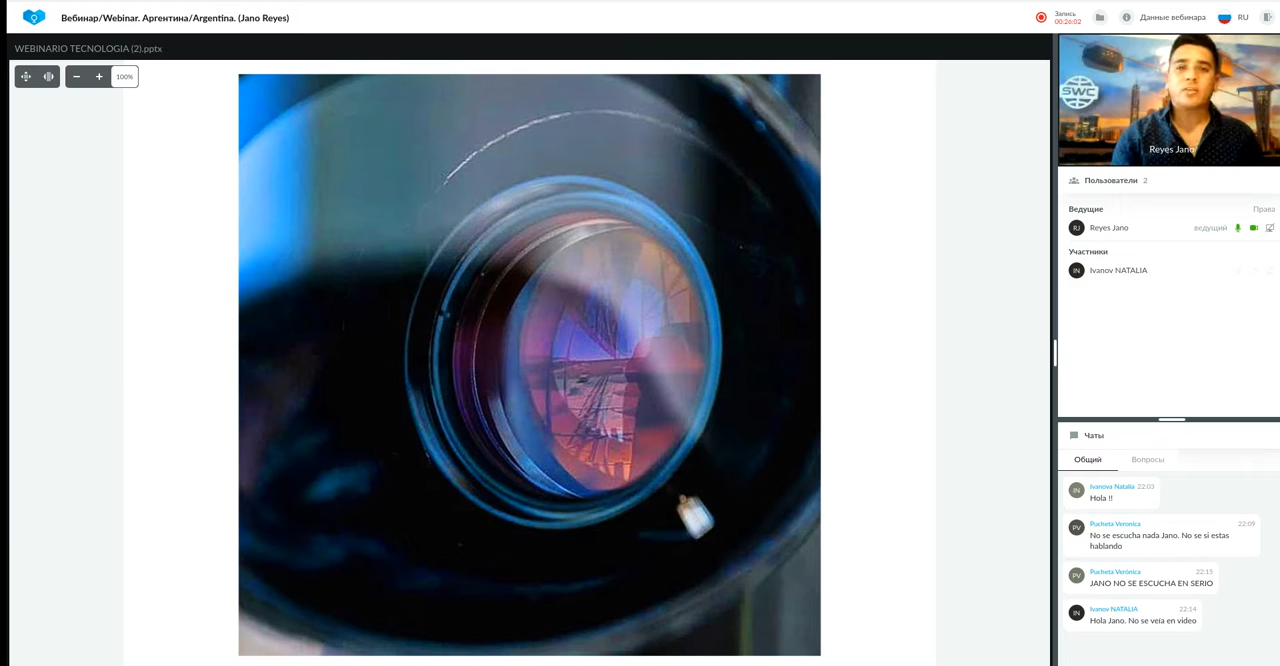 Вебинар/Webinar. Аргентина/Argentina. (Jano Reyes)
Запись
00:26:02
Данные вебинара
RU
WEBINARIO TECNOLOGIA (2).pptx
100%
SWC
Reyes Jano
Пользователи 2
Ведущие Права
RJ Reyes Jano ведущий
Участники
IN Ivanov NATALIA
Чаты
Общий Вопросы
IN Ivanova Natalia 22:03
Hola !!
PV Pucheta Veronica 22:09
No se escucha nada Jano. No se si estas
hablando
PV Pucheta Verónica 22:15
JANO NO SE ESCUCHA EN SERIO
IN Ivanov NATALIA 22:14
Hola Jano. No se veía en video